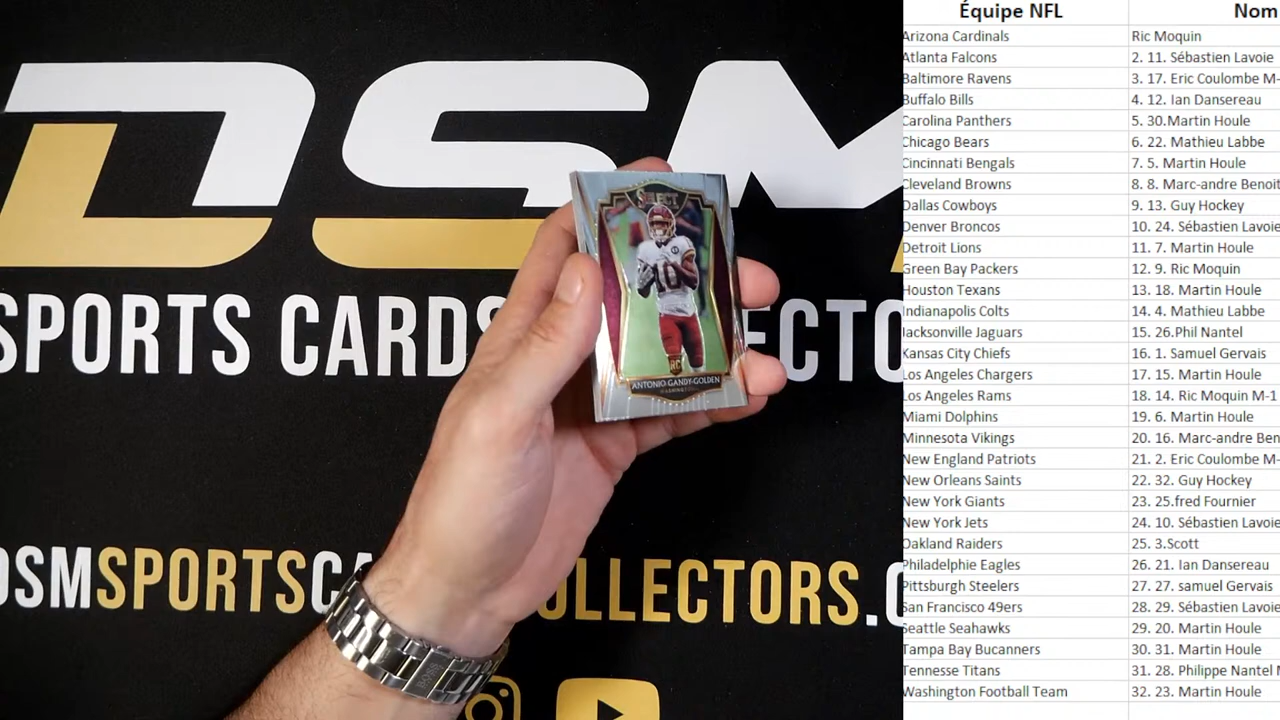 DSM
SPORTS CARDS
ECTO
DSMSPORTSCA
OLLECTORS.C
SELECT
10
RC
ANTONIO GANDY-GOLDEN
WASHINGTON
Équipe NFL Nom
Arizona Cardinals Ric Moquin
Atlanta Falcons 2. 11. Sébastien Lavoie
Baltimore Ravens 3. 17. Eric Coulombe M-
Buffalo Bills 4. 12. Ian Dansereau
Carolina Panthers 5. 30.Martin Houle
Chicago Bears 6. 22. Mathieu Labbe
Cincinnati Bengals 7. 5. Martin Houle
Cleveland Browns 8. 8. Marc-andre Benoit
Dallas Cowboys 9. 13. Guy Hockey
Denver Broncos 10. 24. Sébastien Lavoie
Detroit Lions 11. 7. Martin Houle
Green Bay Packers 12. 9. Ric Moquin
Houston Texans 13. 18. Martin Houle
Indianapolis Colts 14. 4. Mathieu Labbe
Jacksonville Jaguars 15. 26.Phil Nantel
Kansas City Chiefs 16. 1. Samuel Gervais
Los Angeles Chargers 17. 15. Martin Houle
Los Angeles Rams 18. 14. Ric Moquin M-1
Miami Dolphins 19. 6. Martin Houle
Minnesota Vikings 20. 16. Marc-andre Ben
New England Patriots 21. 2. Eric Coulombe M-
New Orleans Saints 22. 32. Guy Hockey
New York Giants 23. 25.fred Fournier
New York Jets 24. 10. Sébastien Lavoie
Oakland Raiders 25. 3.Scott
Philadelphie Eagles 26. 21. Ian Dansereau
Pittsburgh Steelers 27. 27. samuel Gervais
San Francisco 49ers 28. 29. Sébastien Lavoie
Seattle Seahawks 29. 20. Martin Houle
Tampa Bay Bucanners 30. 31. Martin Houle
Tennesse Titans 31. 28. Philippe Nantel M
Washington Football Team 32. 23. Martin Houle